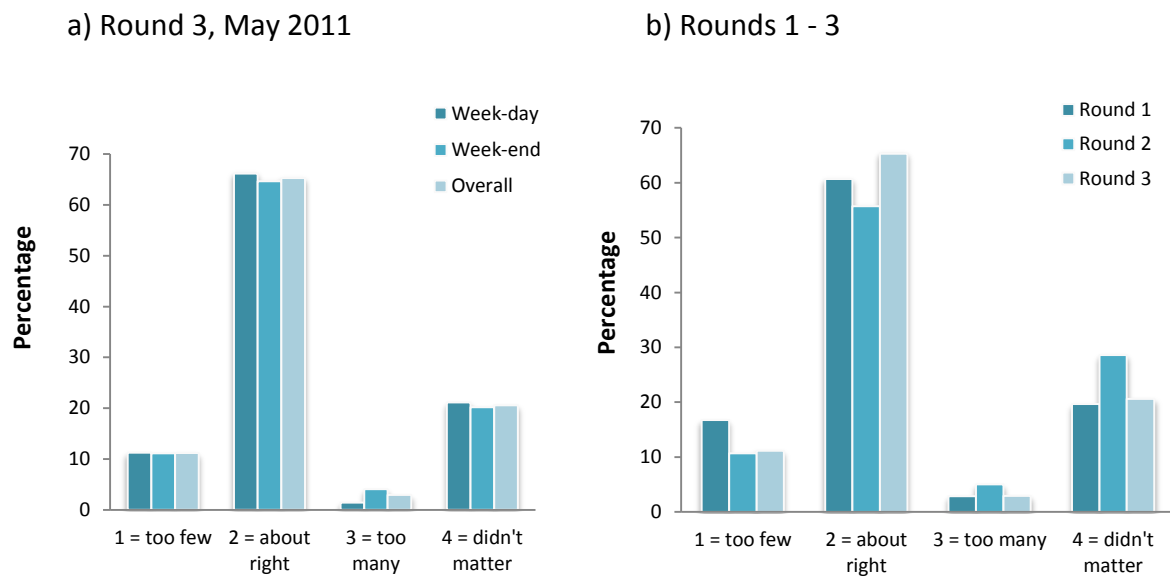 a) Round 3, May 2011
Week-day
Week-end
Overall
Percentage
70
60
50
40
30
20
10
0
1 = too few
2 = about
right
3 = too
many
4 = didn't
matter
b) Rounds 1 - 3
Round 1
Round 2
Round 3
Percentage
70
60
50
40
30
20
10
0
1 = too few
2 = about
right
3 = too many
4 = didn't
matter